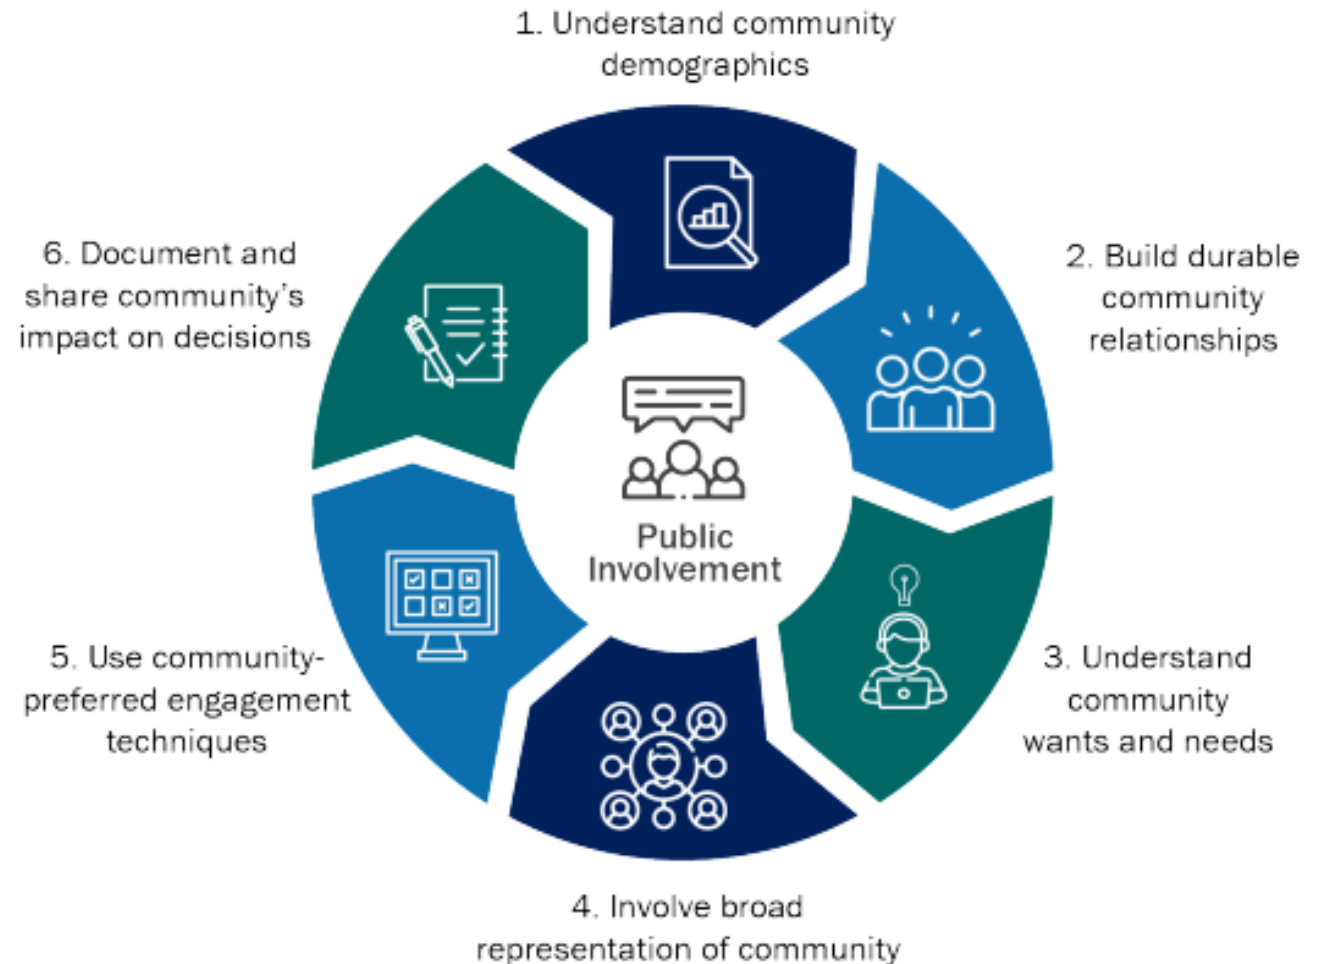 1. Understand community
demographics
2. Build durable
community
relationships
3. Understand
community
wants and needs
4. Involve broad
representation of community
5. Use community-
preferred engagement
techniques
6. Document and
share community’s
impact on decisions
Public
Involvement